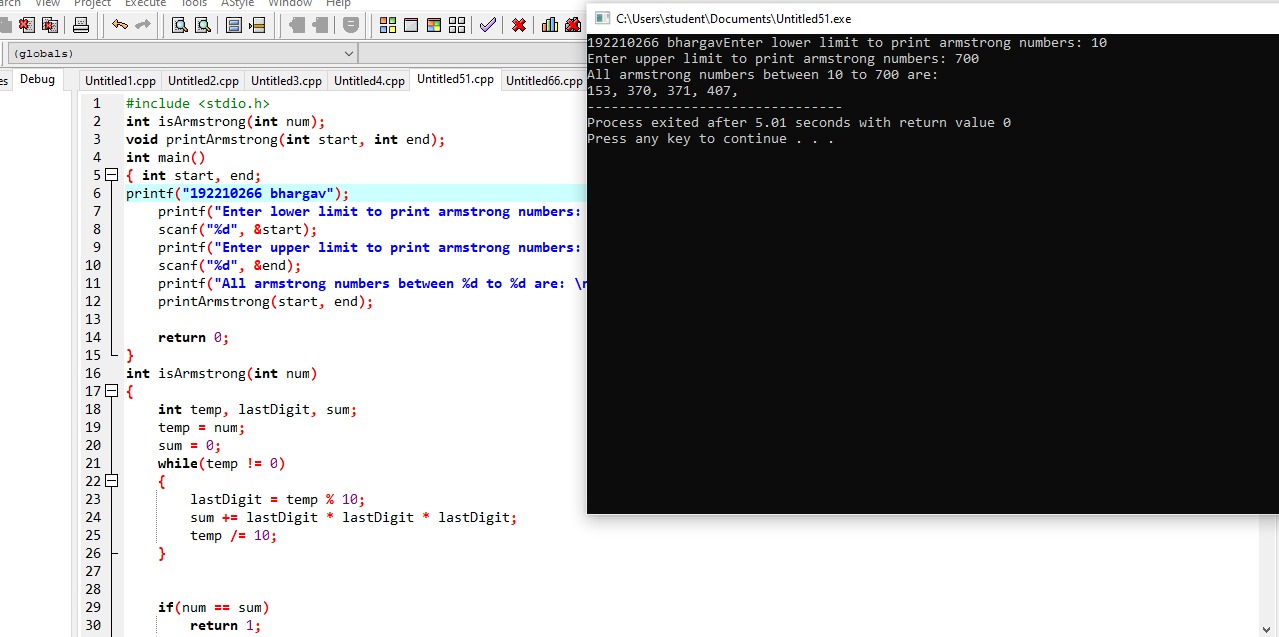 arch View Project Execute Tools AStyle Window Help
(globals)
es Debug
Untitled1.cpp Untitled2.cpp Untitled3.cpp Untitled4.cpp Untitled51.cpp Untitled66.cpp
1 #include <stdio.h>
2 int isArmstrong(int num);
3 void printArmstrong(int start, int end);
4 int main()
5 { int start, end;
6 printf("192210266 bhargav");
7 printf("Enter lower limit to print armstrong numbers:
8 scanf("%d", &start);
9 printf("Enter upper limit to print armstrong numbers:
10 scanf("%d", &end);
11 printf("All armstrong numbers between %d to %d are: \n
12 printArmstrong(start, end);
13
14 return 0;
15 }
16 int isArmstrong(int num)
17 {
18 int temp, lastDigit, sum;
19 temp = num;
20 sum = 0;
21 while(temp != 0)
22 {
23 lastDigit = temp % 10;
24 sum += lastDigit * lastDigit * lastDigit;
25 temp /= 10;
26 }
27
28
29 if(num == sum)
30 return 1;
C:\Users\student\Documents\Untitled51.exe
192210266 bhargavEnter lower limit to print armstrong numbers: 10
Enter upper limit to print armstrong numbers: 700
All armstrong numbers between 10 to 700 are:
153, 370, 371, 407,
--------------------------------
Process exited after 5.01 seconds with return value 0
Press any key to continue . . .